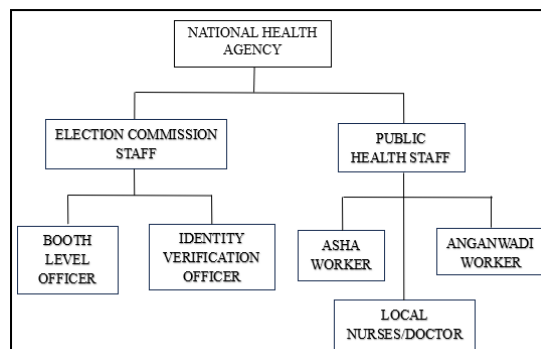 NATIONAL HEALTH
AGENCY
ELECTION COMMISSION
STAFF
PUBLIC
HEALTH STAFF
BOOTH
LEVEL
OFFICER
IDENTITY
VERIFICATION
OFFICER
ASHA
WORKER
ANGANWADI
WORKER
LOCAL
NURSES/DOCTOR